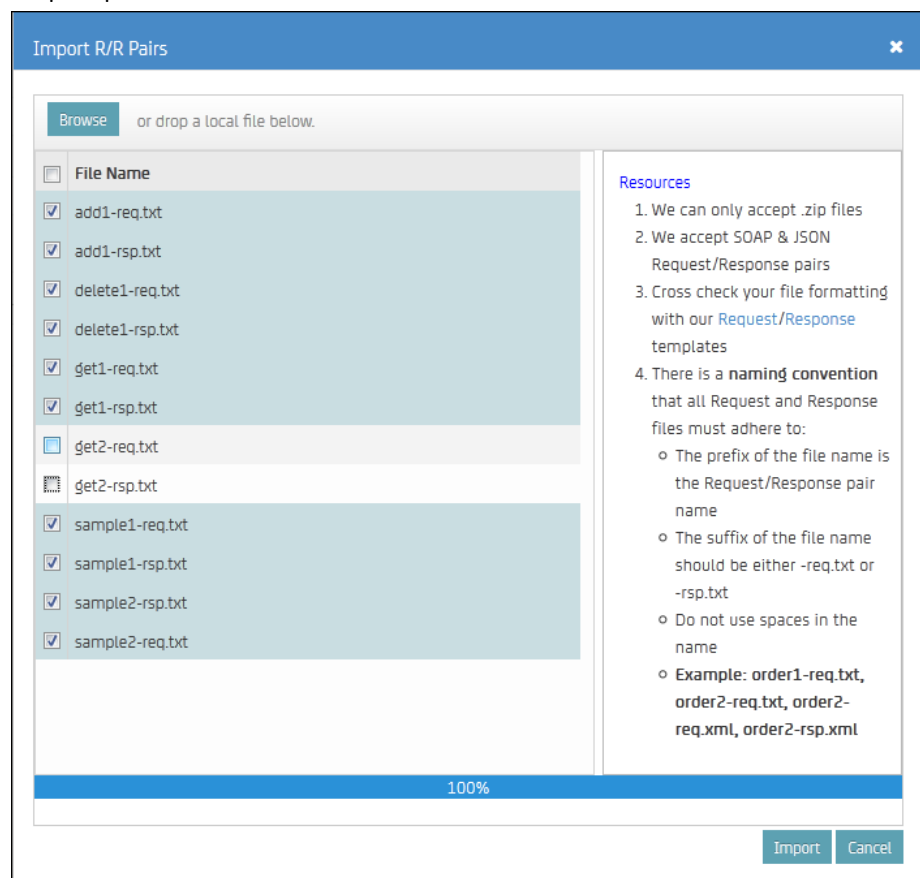 Import R/R Pairs
Browse or drop a local file below.
File Name
add1-req.txt
add1-rsp.txt
delete1-req.txt
delete1-rsp.txt
get1-req.txt
get1-rsp.txt
get2-req.txt
get2-rsp.txt
sample1-req.txt
sample1-rsp.txt
sample2-rsp.txt
sample2-req.txt
Resources
1. We can only accept .zip files
2. We accept SOAP & JSON
Request/Response pairs
3. Cross check your file formatting
with our Request/Response
templates
4. There is a naming convention
that all Request and Response
files must adhere to:
The prefix of the file name is
the Request/Response pair
name
The suffix of the file name
should be either -req.txt or
-rsp.txt
Do not use spaces in the
name
Example: order1-req.txt,
order2-req.txt, order2-
req.xml, order2-rsp.xml
100%
Import Cancel